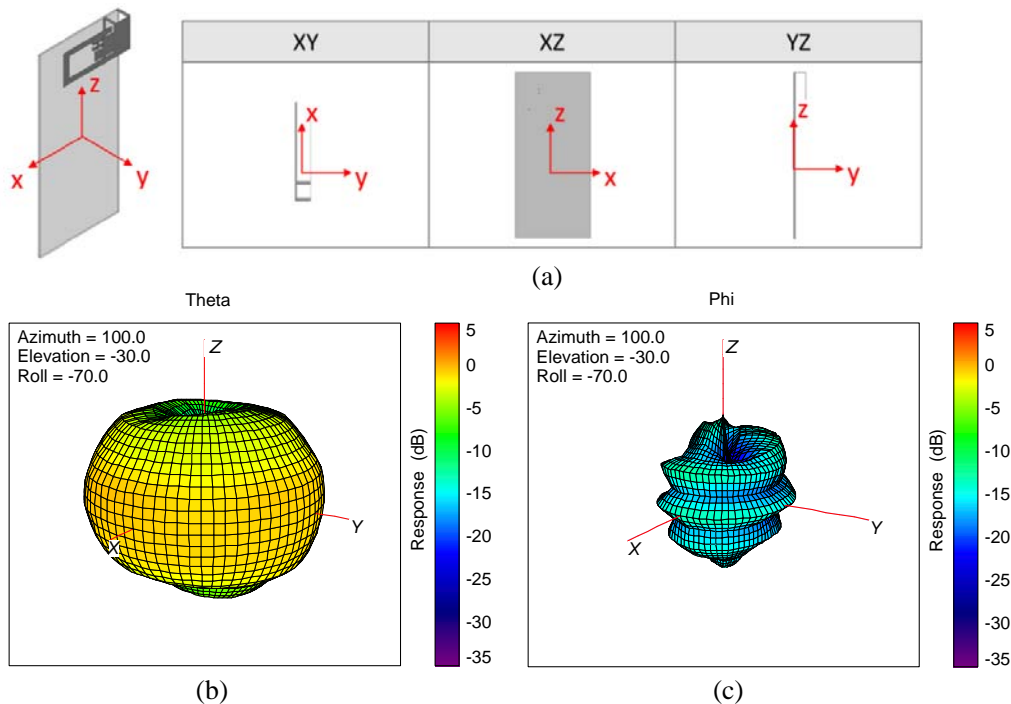 XY XZ YZ
z
x
y
x
y
z
x
z
y
(a)
Theta
Azimuth = 100.0
Elevation = -30.0
Roll = -70.0
Z
Y
X
5
0
-5
-10
-15
-20
-25
-30
-35
Response (dB)
(b)
Phi
Azimuth = 100.0
Elevation = -30.0
Roll = -70.0
Z
Y
X
5
0
-5
-10
-15
-20
-25
-30
-35
Response (dB)
(c)